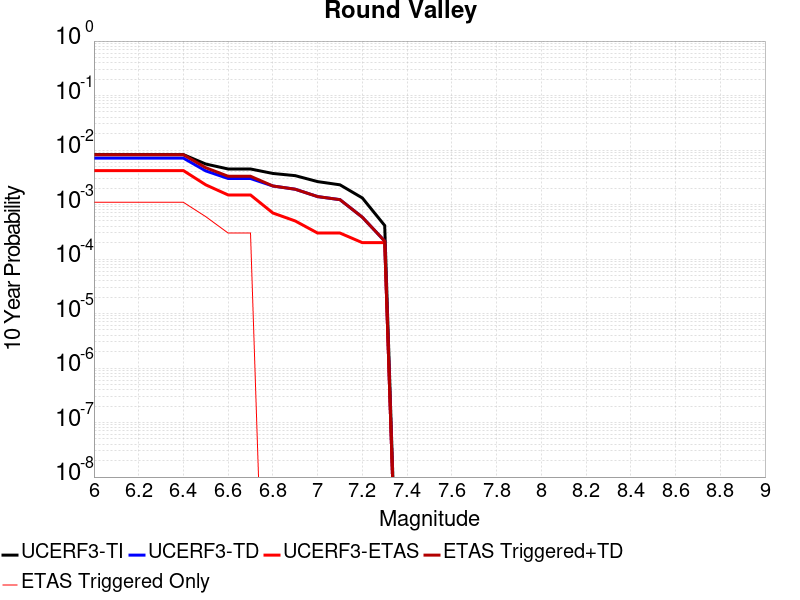 Round Valley
10 0
10 -1
10 -2
10 -3
10 -4
10 -5
10 -6
10 -7
10 -8
10 Year Probability
6 6.2 6.4 6.6 6.8 7 7.2 7.4 7.6 7.8 8 8.2 8.4 8.6 8.8 9
Magnitude
UCERF3-TI UCERF3-TD UCERF3-ETAS ETAS Triggered+TD
ETAS Triggered Only